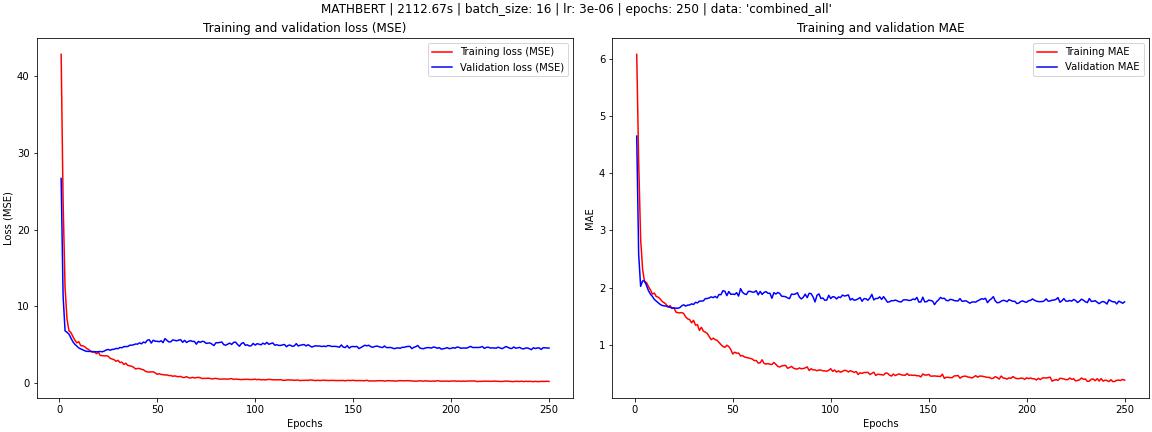 MATHBERT | 2112.67s | batch_size: 16 | lr: 3e-06 | epochs: 250 | data: 'combined_all'
Training and validation loss (MSE)
Training loss (MSE)
Validation loss (MSE)
40
30
20
10
0
Loss (MSE)
0 50 100 150 200 250
Epochs
Training and validation MAE
Training MAE
Validation MAE
6
5
4
3
2
1
MAE
0 50 100 150 200 250
Epochs